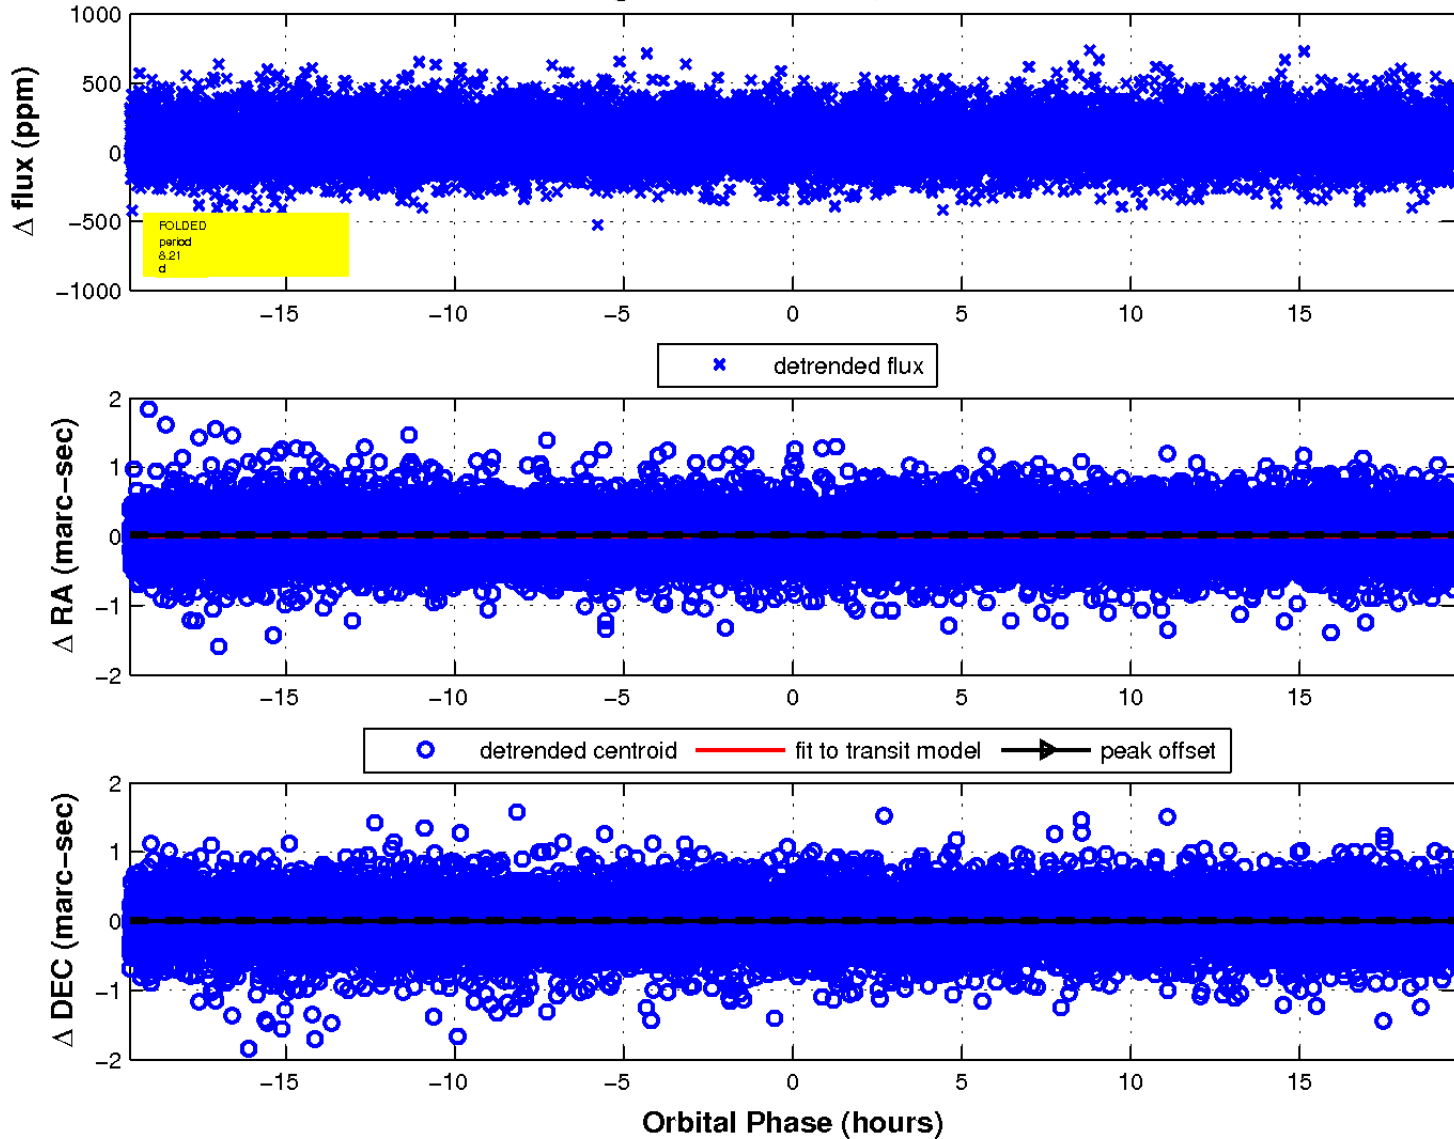 1000
500
0
−500
−1000
Δ flux (ppm)
FOLDED
period
8.21
d
−15 −10 −5 0 5 10 15
detrended flux
2
1
0
−1
−2
Δ RA (marc−sec)
−15 −10 −5 0 5 10 15
detrended centroid fit to transit model peak offset
2
1
0
−1
−2
Δ DEC (marc−sec)
−15 −10 −5 0 5 10 15
Orbital Phase (hours)